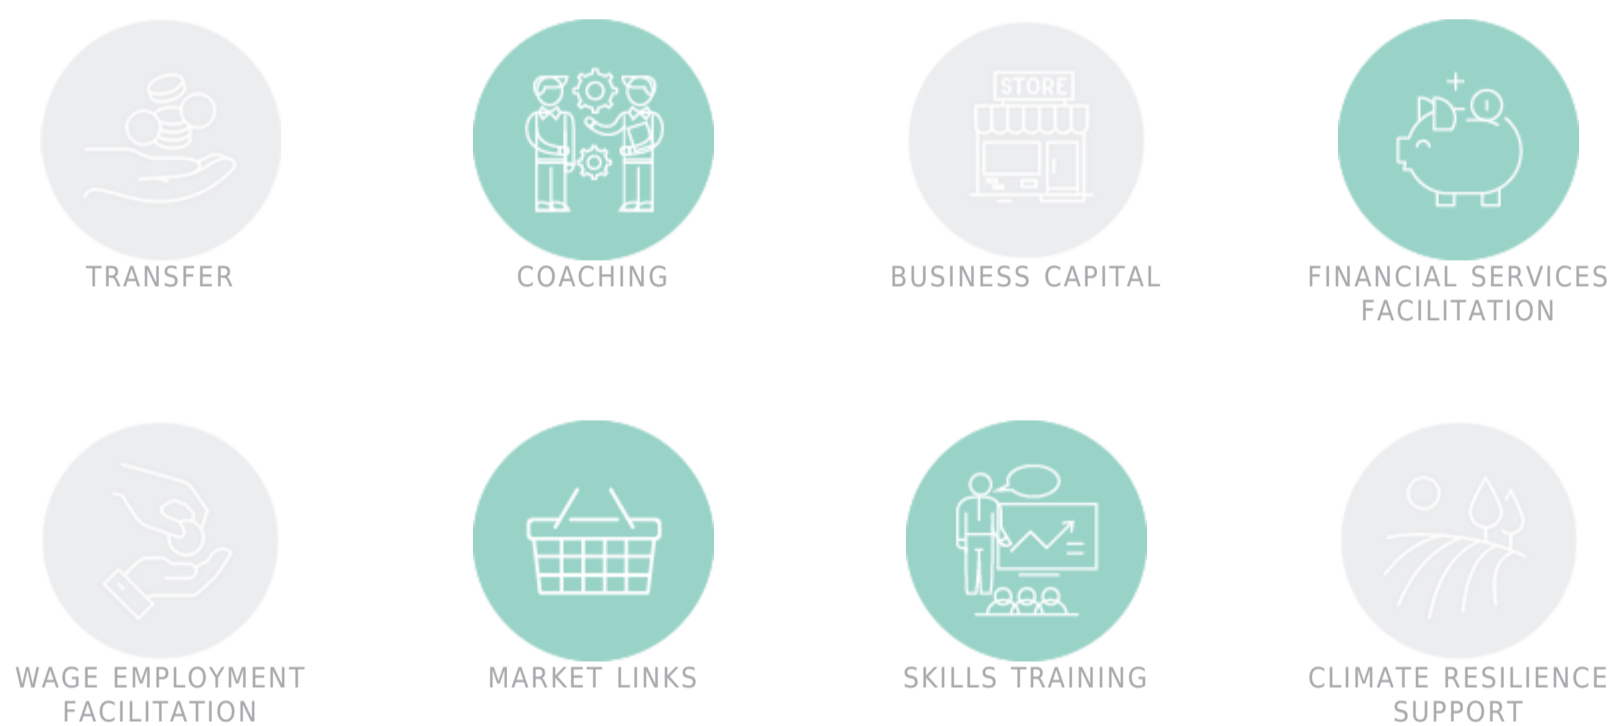 STORE
TRANSFER
COACHING
BUSINESS CAPITAL
FINANCIAL SERVICES
FACILITATION
WAGE EMPLOYMENT
FACILITATION
MARKET LINKS
SKILLS TRAINING
CLIMATE RESILIENCE
SUPPORT